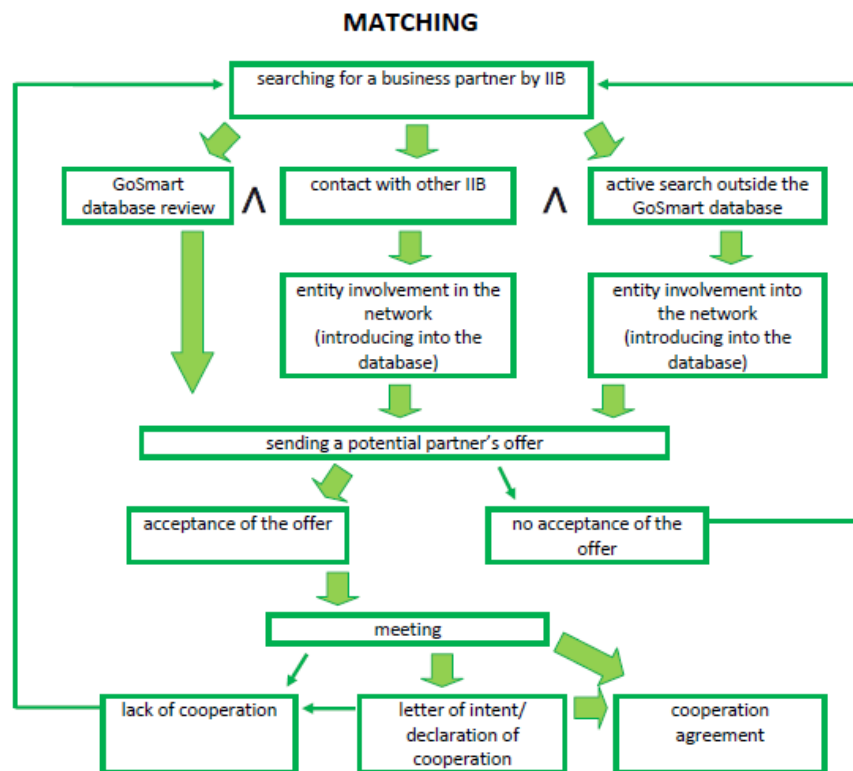 MATCHING
searching for a business partner by IIB
GoSmart
database review
Λ
contact with other IIB
Λ
active search outside the
GoSmart database
entity involvement in the
network
(introducing into the
database)
entity involvement into
the network
(introducing into the
database)
sending a potential partner’s offer
acceptance of the offer
no acceptance of the
offer
meeting
lack of cooperation
letter of intent/
declaration of
cooperation
cooperation
agreement